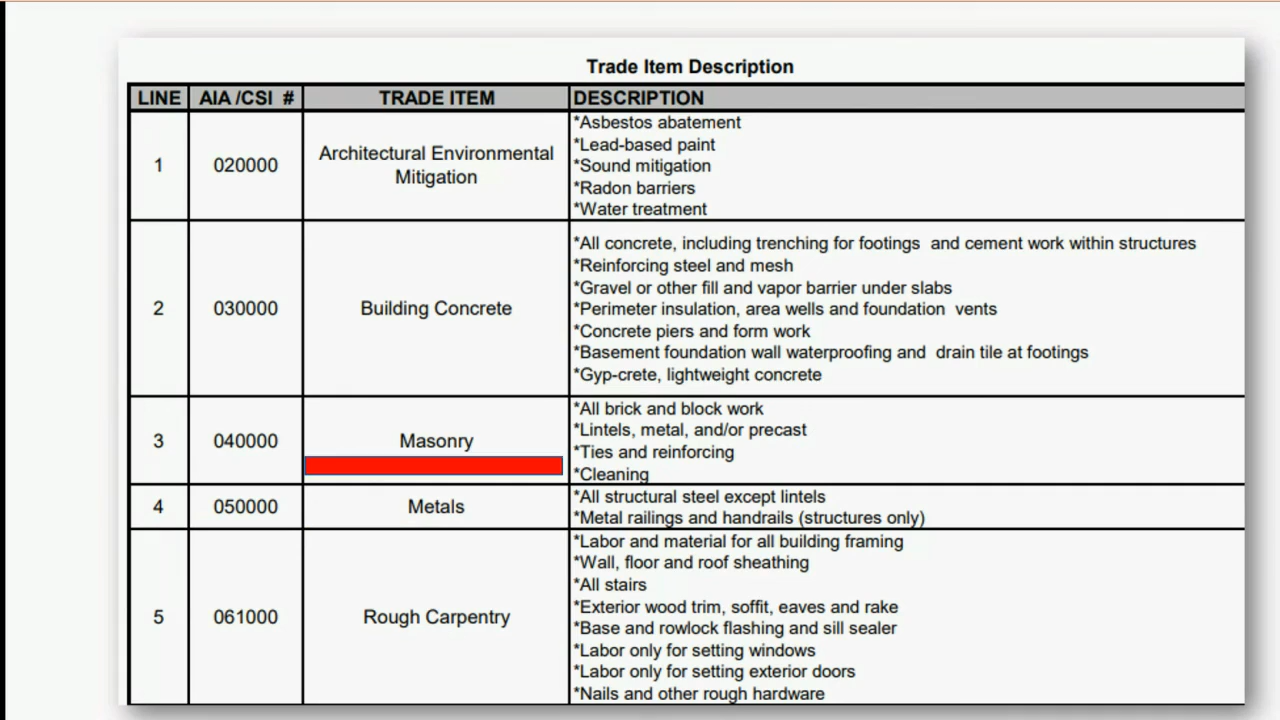 Trade Item Description
LINE AIA /CSI # TRADE ITEM DESCRIPTION
1 020000 Architectural Environmental Mitigation
*Asbestos abatement
*Lead-based paint
*Sound mitigation
*Radon barriers
*Water treatment
2 030000 Building Concrete
*All concrete, including trenching for footings and cement work within structures
*Reinforcing steel and mesh
*Gravel or other fill and vapor barrier under slabs
*Perimeter insulation, area wells and foundation vents
*Concrete piers and form work
*Basement foundation wall waterproofing and drain tile at footings
*Gyp-crete, lightweight concrete
3 040000 Masonry
*All brick and block work
*Lintels, metal, and/or precast
*Ties and reinforcing
*Cleaning
4 050000 Metals
*All structural steel except lintels
*Metal railings and handrails (structures only)
5 061000 Rough Carpentry
*Labor and material for all building framing
*Wall, floor and roof sheathing
*All stairs
*Exterior wood trim, soffit, eaves and rake
*Base and rowlock flashing and sill sealer
*Labor only for setting windows
*Labor only for setting exterior doors
*Nails and other rough hardware